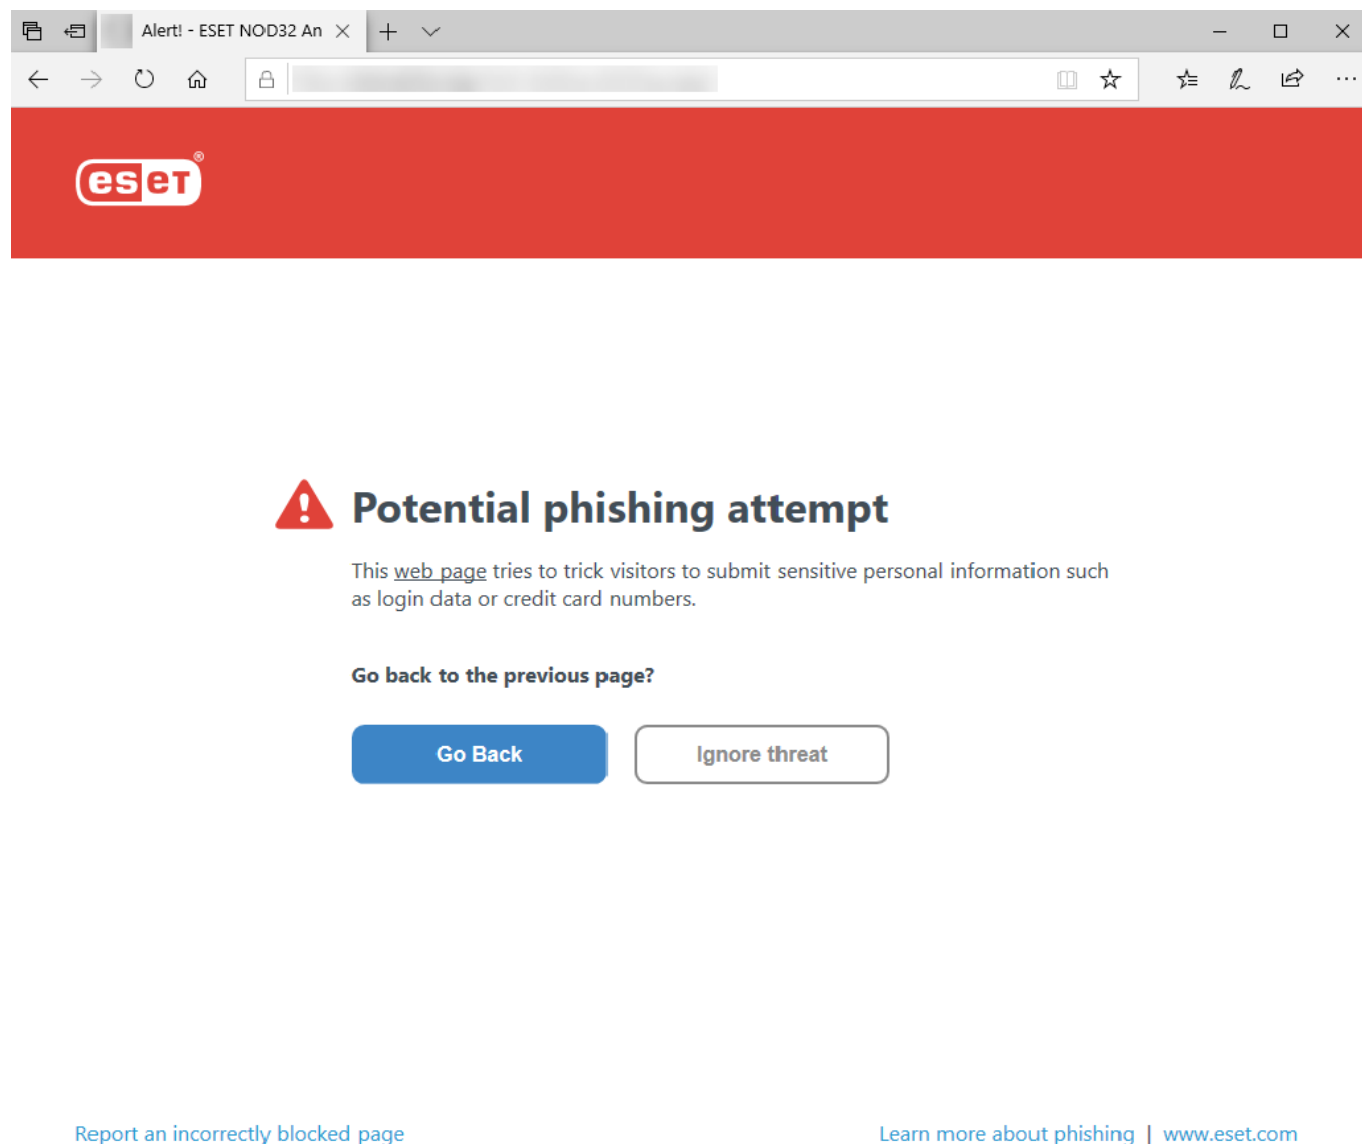 Alert! - ESET NOD32 An
eset®
Potential phishing attempt
This web page tries to trick visitors to submit sensitive personal information such
as login data or credit card numbers.
Go back to the previous page?
Go Back
Ignore threat
Report an incorrectly blocked page
Learn more about phishing | www.eset.com